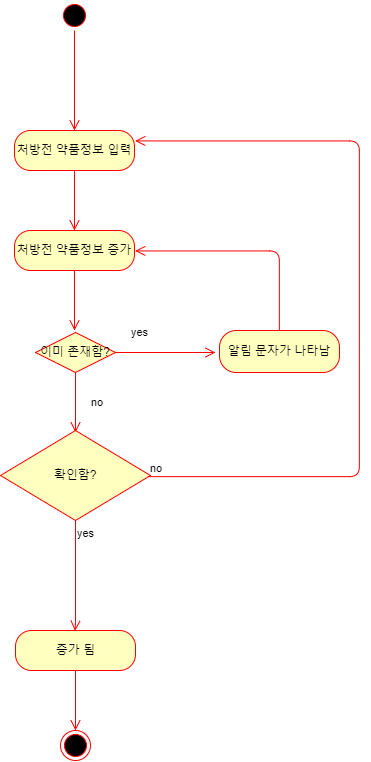 처방전 약품정보 입력
처방전 약품정보 증가
이미 존재함?
yes
알림 문자가 나타남
no
확인함?
no
yes
증가 됨